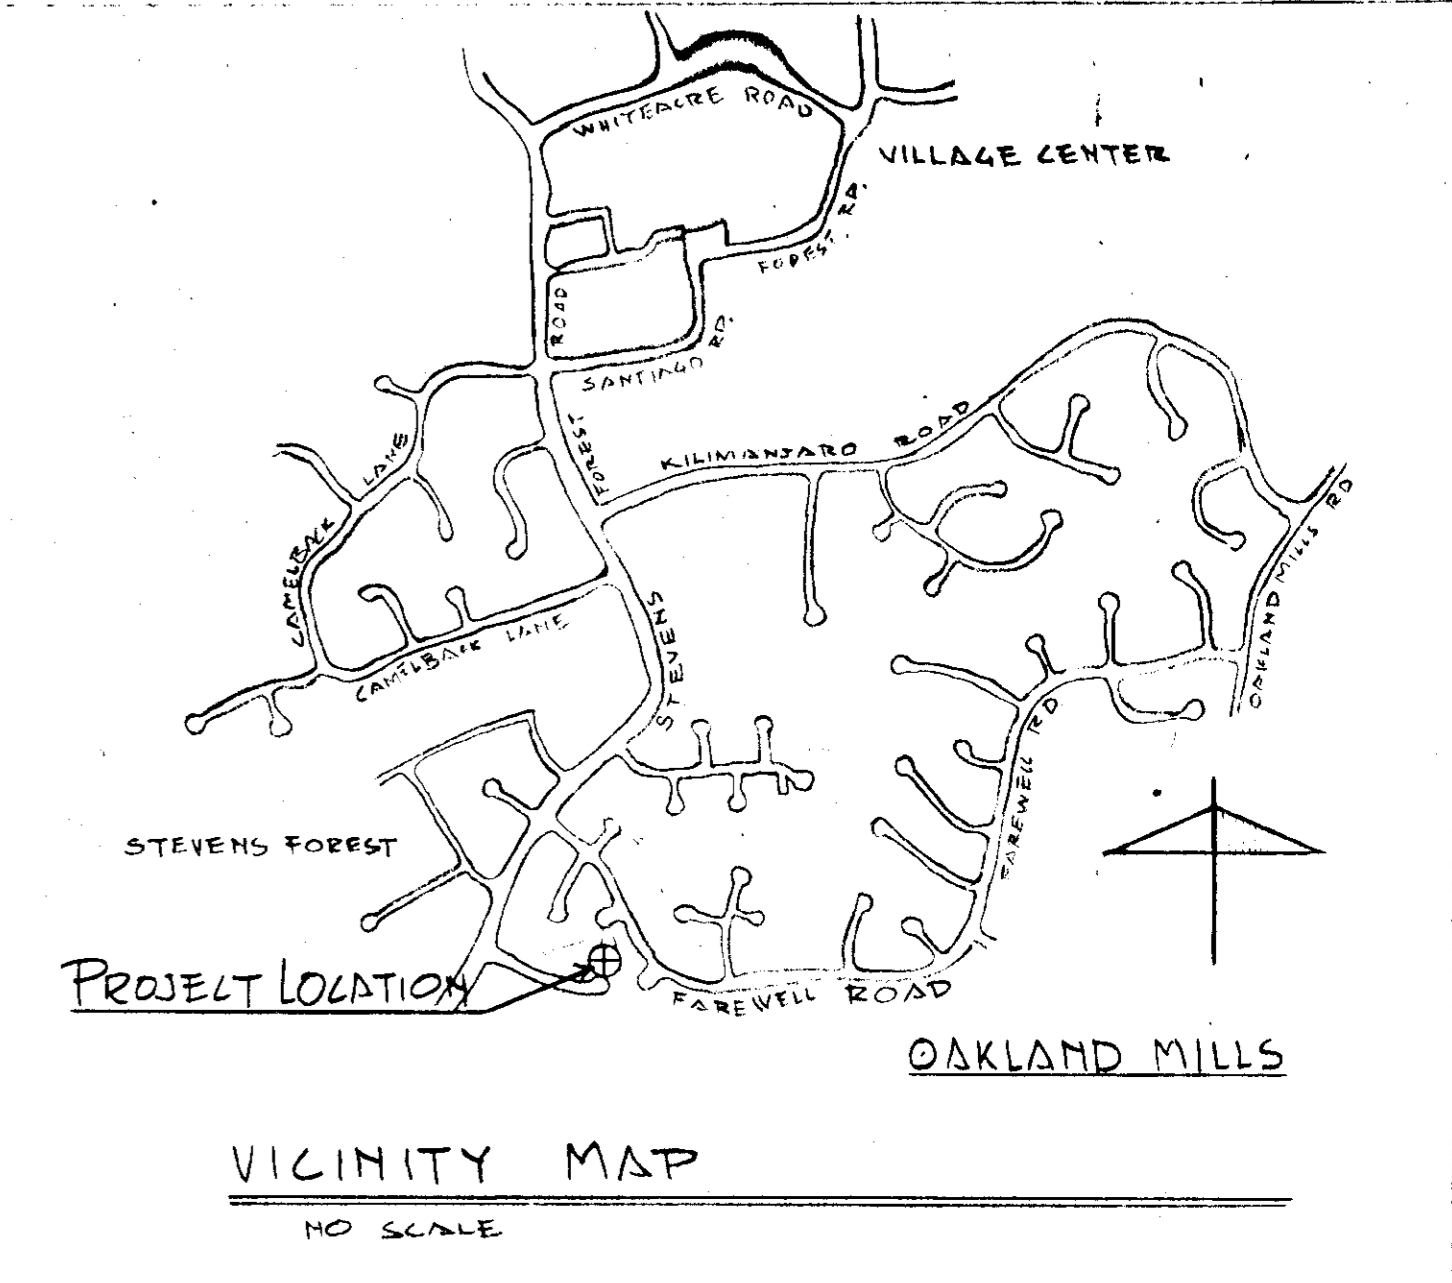 WHITEACRE ROAD
VILLAGE CENTER
FOREST RD.
ROAD
SANTIAGO RD.
FOREST
KILIMANJARO ROAD
LANE
CAMELBACK
OAKLAND MILLS RD
STEVENS
CAMELBACK LANE
FAREWELL RD
STEVENS FOREST
PROJECT LOCATION
FAREWELL ROAD
OAKLAND MILLS
VICINITY MAP
NO SCALE